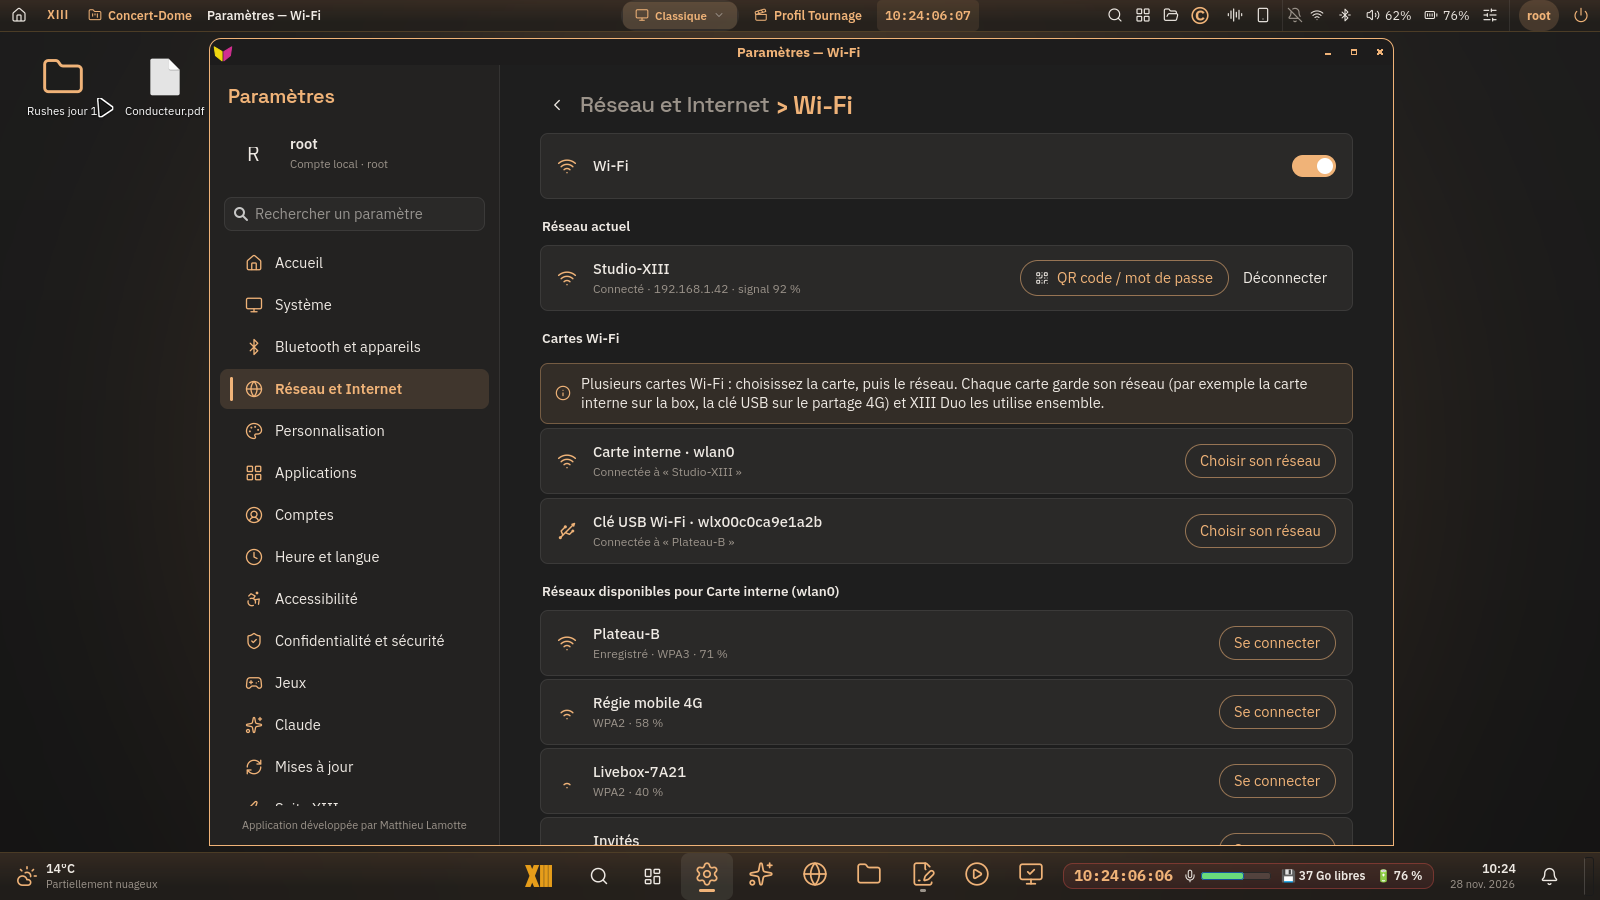 XIII Concert-Dome Paramètres — Wi-Fi Classique Profil Tournage 10:24:06:07 62% 76% root
Paramètres — Wi-Fi
Rushes jour 1
Conducteur.pdf
Paramètres
R
root
Compte local · root
Rechercher un paramètre
Accueil
Système
Bluetooth et appareils
Réseau et Internet
Personnalisation
Applications
Comptes
Heure et langue
Accessibilité
Confidentialité et sécurité
Jeux
Claude
Mises à jour
Suite XIII
Application développée par Matthieu Lamotte
Réseau et Internet > Wi-Fi
Wi-Fi
Réseau actuel
Studio-XIII
Connecté · 192.168.1.42 · signal 92 %
QR code / mot de passe
Déconnecter
Cartes Wi-Fi
Plusieurs cartes Wi-Fi : choisissez la carte, puis le réseau. Chaque carte garde son réseau (par exemple la carte
interne sur la box, la clé USB sur le partage 4G) et XIII Duo les utilise ensemble.
Carte interne · wlan0
Connectée à « Studio-XIII »
Choisir son réseau
Clé USB Wi-Fi · wlx00c0ca9e1a2b
Connectée à « Plateau-B »
Choisir son réseau
Réseaux disponibles pour Carte interne (wlan0)
Plateau-B
Enregistré · WPA3 · 71 %
Se connecter
Régie mobile 4G
WPA2 · 58 %
Se connecter
Livebox-7A21
WPA2 · 40 %
Se connecter
Invités
14°C
Partiellement nuageux
XIII
10:24:06:06
37 Go libres
76 %
10:24
28 nov. 2026